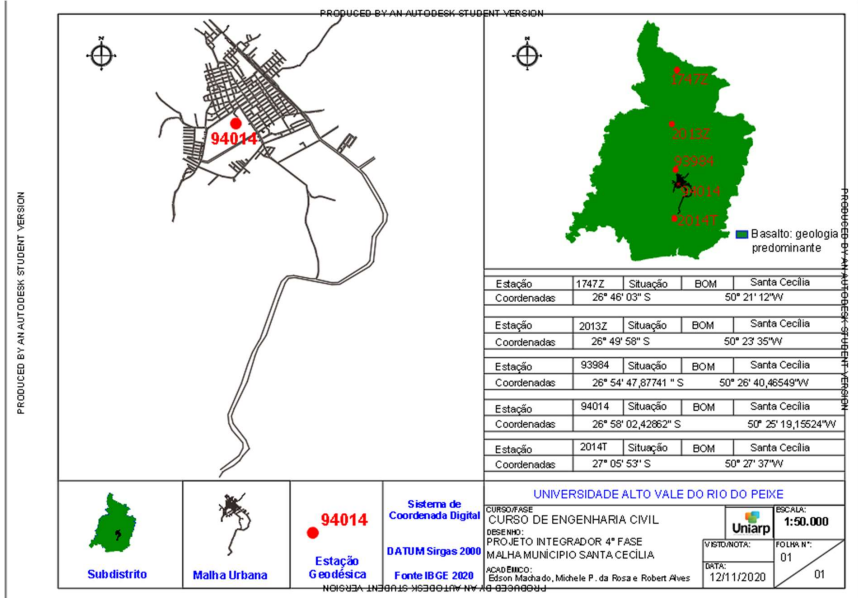 PRODUCED BY AN AUTODESK STUDENT VERSION
PRODUCED BY AN AUTODESK STUDENT VERSION
PRODUCED BY AN AUTODESK STUDENT VERSION
94014
1747Z
2013Z
93984
94014
2014T
Basalto: geologia
predominante
Estação 1747Z Situação BOM Santa Cecília
Coordenadas 26° 46' 03" S 50° 21' 12"W
Estação 2013Z Situação BOM Santa Cecília
Coordenadas 26° 49' 58" S 50° 23' 35"W
Estação 93984 Situação BOM Santa Cecília
Coordenadas 26° 54' 47,87741 " S 50° 26' 40,46549"W
Estação 94014 Situação BOM Santa Cecília
Coordenadas 26° 58' 02,42862" S 50° 25' 19,15524"W
Estação 2014T Situação BOM Santa Cecília
Coordenadas 27° 05' 53" S 50° 27' 37"W
Subdistrito
Malha Urbana
94014
Estação
Geodésica
Sistema de
Coordenada Digital
DATUM Sirgas 2000
Fonte IBGE 2020
UNIVERSIDADE ALTO VALE DO RIO DO PEIXE
CURSO/FASE
CURSO DE ENGENHARIA CIVIL
DESENHO:
PROJETO INTEGRADOR 4° FASE
MALHA MUNÍCIPIO SANTA CECÍLIA
ACADÊMICO:
Edson Machado, Michele P. da Rosa e Robert Alves
Uniarp
ESCALA:
1:50.000
VISTO/NOTA:
FOLHA N°:
01
01
DATA:
12/11/2020
PRODUCED BY AN AUTODESK STUDENT VERSION